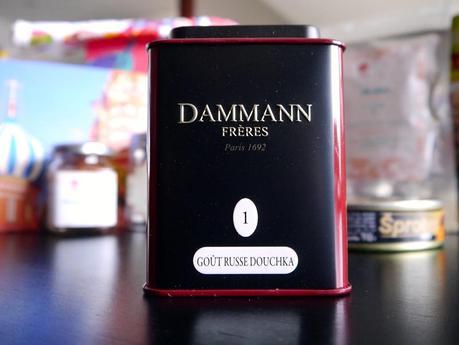 DAMMANN
FRÈRES
Paris 1692
1
GOÛT RUSSE DOUCHKA